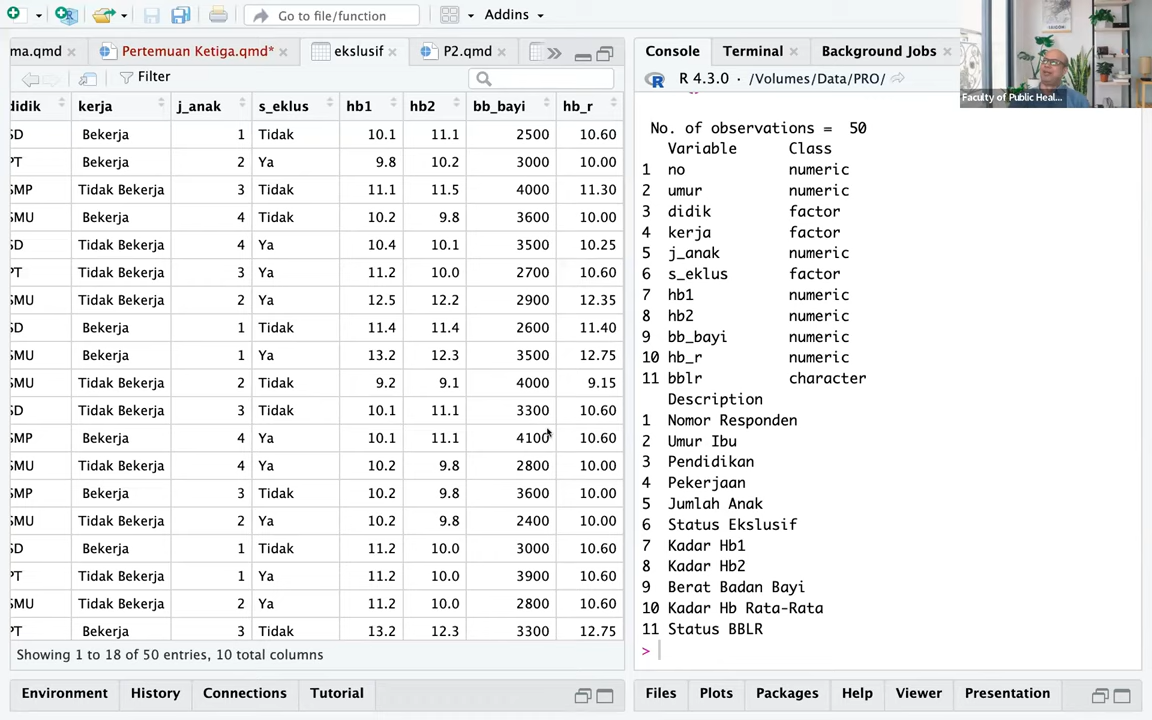 Go to file/function
Addins
ma.qmd
Pertemuan Ketiga.qmd*
ekslusif
P2.qmd
Filter
didik kerja j_anak s_eklus hb1 hb2 bb_bayi hb_r
SD Bekerja 1 Tidak 10.1 11.1 2500 10.60
PT Bekerja 2 Ya 9.8 10.2 3000 10.00
SMP Tidak Bekerja 3 Tidak 11.1 11.5 4000 11.30
SMU Bekerja 4 Tidak 10.2 9.8 3600 10.00
SD Tidak Bekerja 4 Ya 10.4 10.1 3500 10.25
PT Tidak Bekerja 3 Ya 11.2 10.0 2700 10.60
SMU Tidak Bekerja 2 Ya 12.5 12.2 2900 12.35
SD Bekerja 1 Tidak 11.4 11.4 2600 11.40
SMU Bekerja 1 Ya 13.2 12.3 3500 12.75
SMU Tidak Bekerja 2 Tidak 9.2 9.1 4000 9.15
SD Tidak Bekerja 3 Tidak 10.1 11.1 3300 10.60
SMP Bekerja 4 Ya 10.1 11.1 4100 10.60
SMU Tidak Bekerja 4 Ya 10.2 9.8 2800 10.00
SMP Bekerja 3 Tidak 10.2 9.8 3600 10.00
SMU Tidak Bekerja 2 Ya 10.2 9.8 2400 10.00
SD Bekerja 1 Tidak 11.2 10.0 3000 10.60
PT Tidak Bekerja 1 Ya 11.2 10.0 3900 10.60
SMU Tidak Bekerja 2 Ya 11.2 10.0 2800 10.60
PT Bekerja 3 Tidak 13.2 12.3 3300 12.75
Showing 1 to 18 of 50 entries, 10 total columns
Environment History Connections Tutorial
Console Terminal Background Jobs
R 4.3.0 · /Volumes/Data/PRO/
Faculty of Public Heal...
No. of observations = 50
Variable Class
1 no numeric
2 umur numeric
3 didik factor
4 kerja factor
5 j_anak numeric
6 s_eklus factor
7 hb1 numeric
8 hb2 numeric
9 bb_bayi numeric
10 hb_r numeric
11 bblr character
Description
1 Nomor Responden
2 Umur Ibu
3 Pendidikan
4 Pekerjaan
5 Jumlah Anak
6 Status Ekslusif
7 Kadar Hb1
8 Kadar Hb2
9 Berat Badan Bayi
10 Kadar Hb Rata-Rata
11 Status BBLR
>
Files Plots Packages Help Viewer Presentation